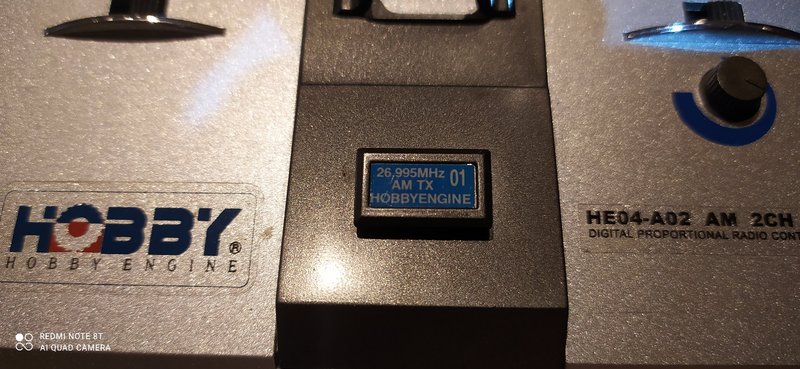 26,995MHz 01
AM TX
HOBBYENGINE
HOBBY®
HOBBY ENGINE
HE04-A02 AM 2CH
DIGITAL PROPORTIONAL RADIO CONT
REDMI NOTE 8T
AI QUAD CAMERA